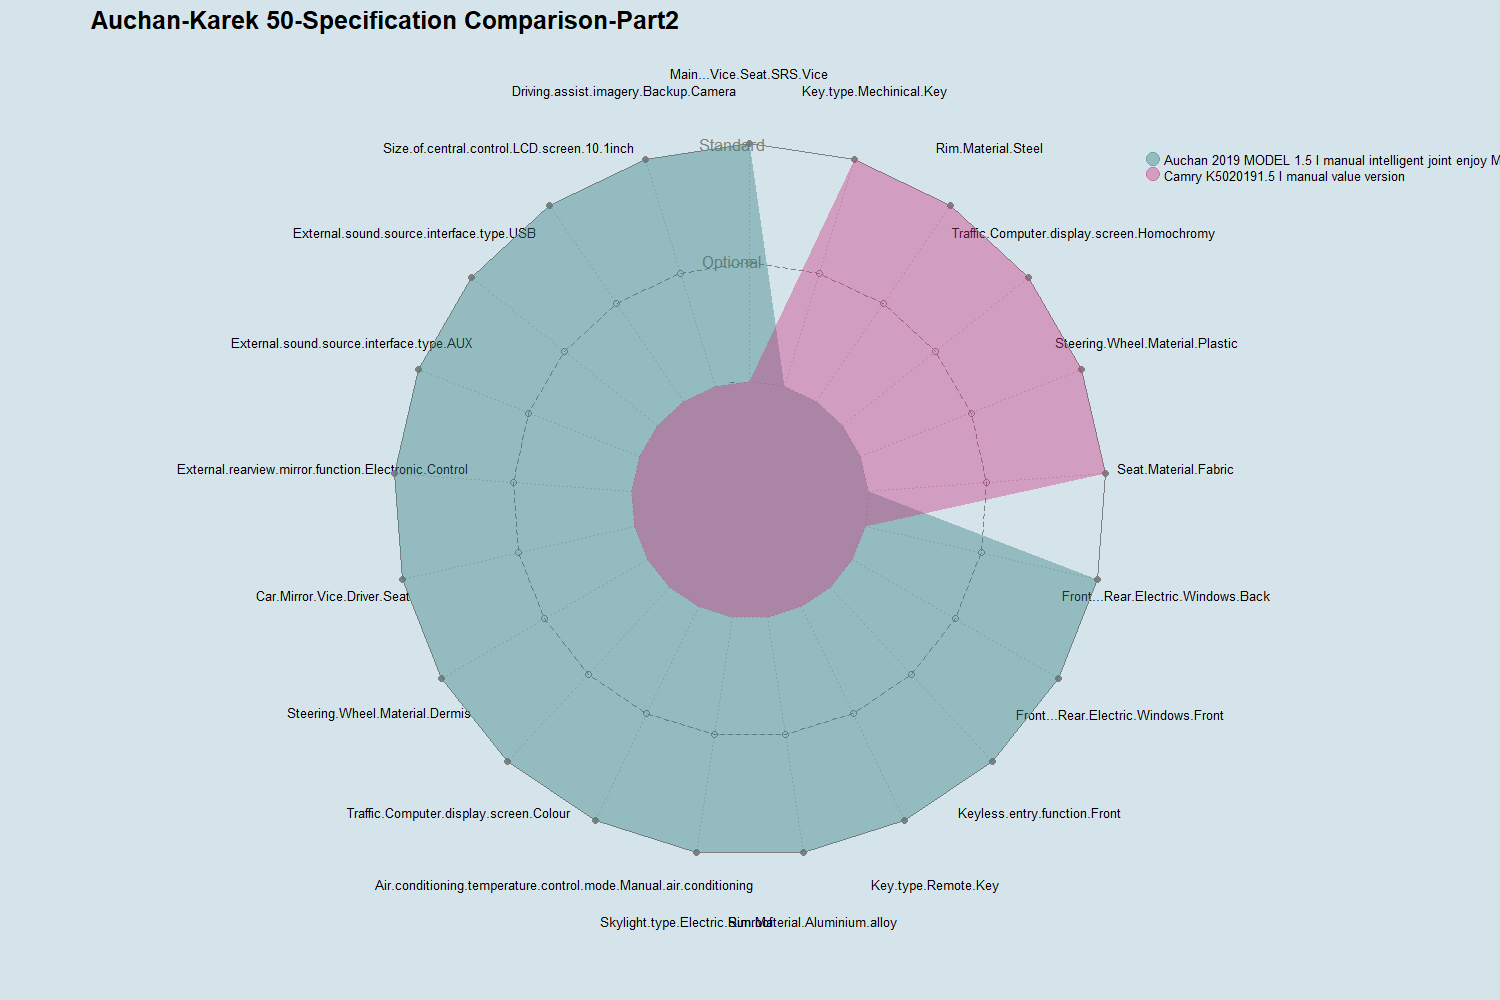 Auchan-Karek 50-Specification Comparison-Part2
Main...Vice.Seat.SRS.Vice
Driving.assist.imagery.Backup.Camera
Key.type.Mechinical.Key
Standard
Size.of.central.control.LCD.screen.10.1inch
Rim.Material.Steel
Auchan 2019 MODEL 1.5 l manual intelligent joint enjoy M
Camry K5020191.5 l manual value version
External.sound.source.interface.type.USB
Traffic.Computer.display.screen.Homochromy
Optional
External.sound.source.interface.type.AUX
Steering.Wheel.Material.Plastic
-
External.rearview.mirror.function.Electronic.Control
Seat.Material.Fabric
Car.Mirror.Vice.Driver.Seat
Front...Rear.Electric.Windows.Back
Steering.Wheel.Material.Dermis
Front...Rear.Electric.Windows.Front
Traffic.Computer.display.screen.Colour
Keyless.entry.function.Front
Air.conditioning.temperature.control.mode.Manual.air.conditioning
Key.type.Remote.Key
Skylight.type.Electric.Sunroof
Rim.Material.Aluminium.alloy